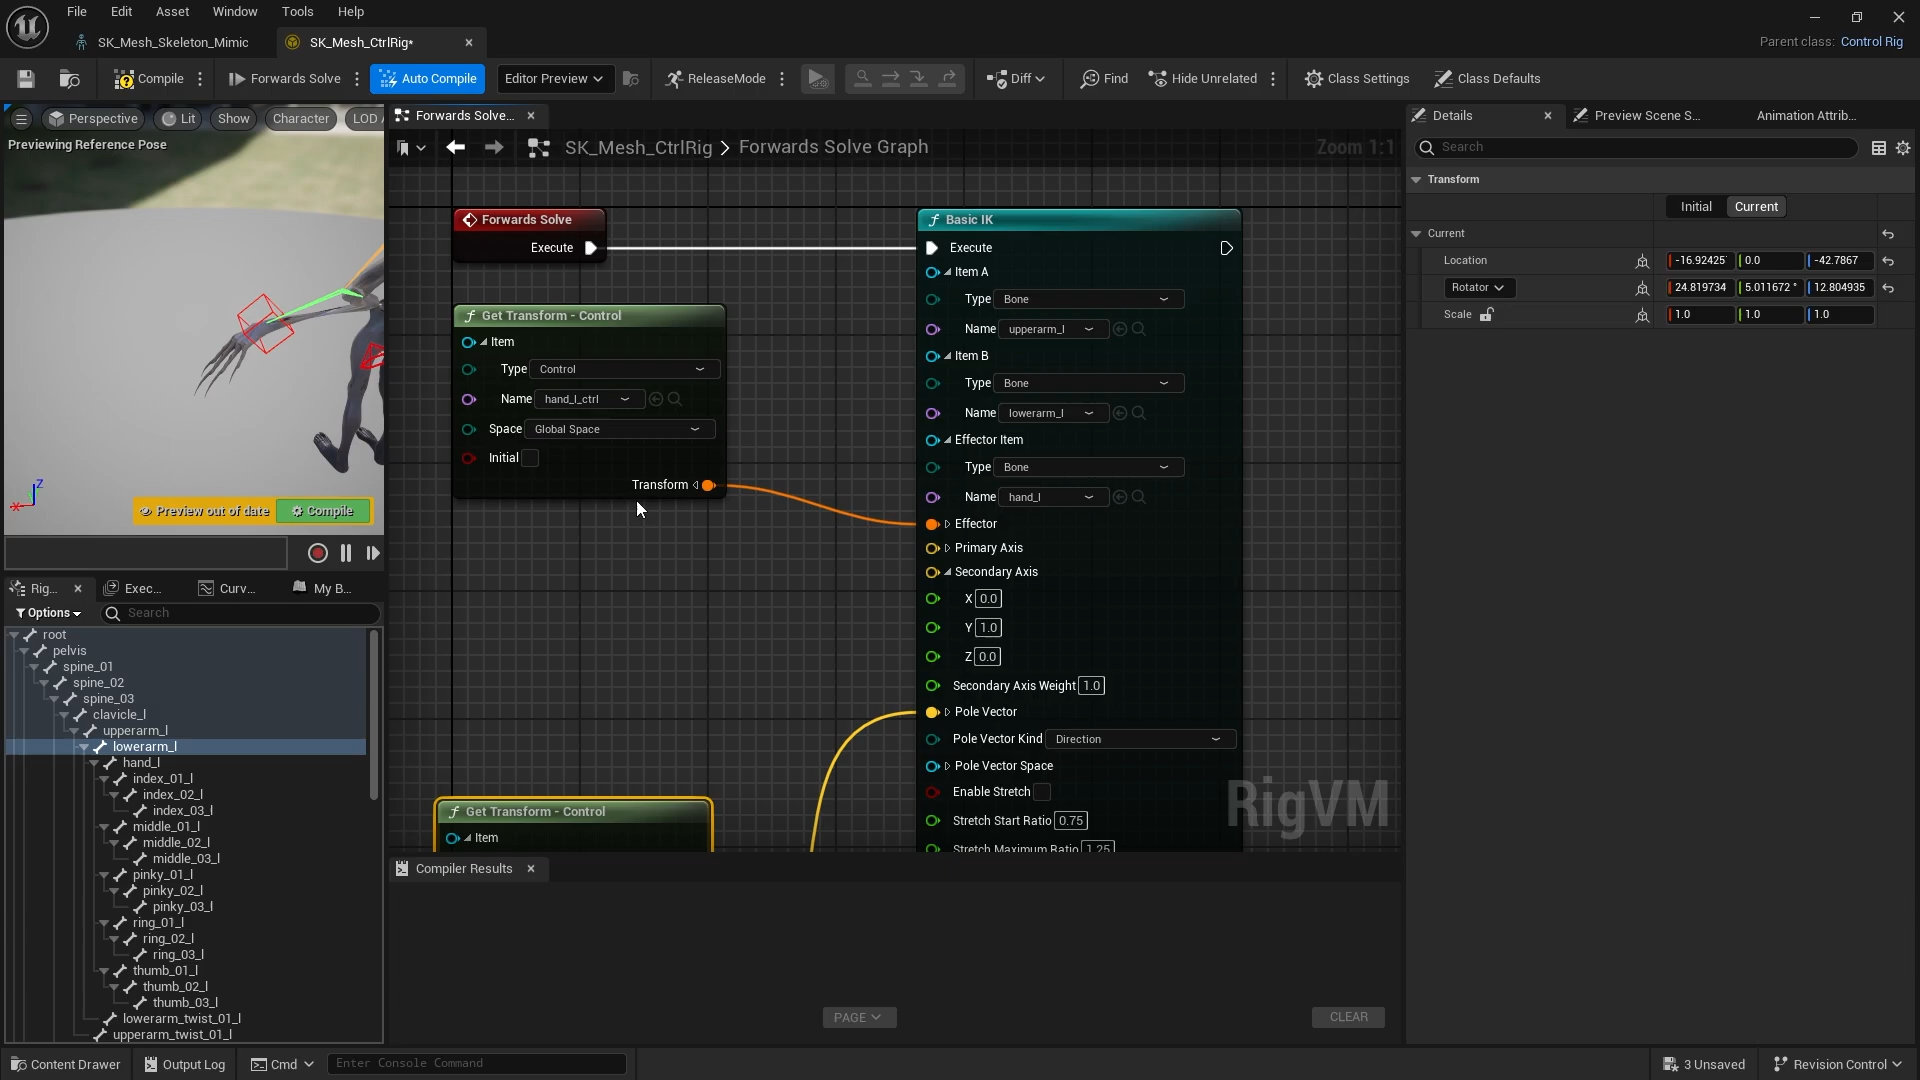 File Edit Asset Window Tools Help
SK_Mesh_Skeleton_Mimic
SK_Mesh_CtrlRig*
Parent class: Control Rig
Compile
Forwards Solve
Auto Compile
Editor Preview
ReleaseMode
Diff
Find
Hide Unrelated
Class Settings
Class Defaults
Perspective
Lit
Show
Character
LOD
Previewing Reference Pose
Z
X
Preview out of date
Compile
Rig...
Exec...
Curv...
My B...
Options
Search
root
pelvis
spine_01
spine_02
spine_03
clavicle_l
upperarm_l
lowerarm_l
hand_l
index_01_l
index_02_l
index_03_l
middle_01_l
middle_02_l
middle_03_l
pinky_01_l
pinky_02_l
pinky_03_l
ring_01_l
ring_02_l
ring_03_l
thumb_01_l
thumb_02_l
thumb_03_l
lowerarm_twist_01_l
upperarm_twist_01_l
Forwards Solve...
SK_Mesh_CtrlRig > Forwards Solve Graph
Zoom 1:1
Forwards Solve
Execute
Get Transform - Control
Item
Type Control
Name hand_l_ctrl
Space Global Space
Initial
Transform
Get Transform - Control
Item
Basic IK
Execute
Item A
Type Bone
Name upperarm_l
Item B
Type Bone
Name lowerarm_l
Effector Item
Type Bone
Name hand_l
Effector
Primary Axis
Secondary Axis
X 0.0
Y 1.0
Z 0.0
Secondary Axis Weight 1.0
Pole Vector
Pole Vector Kind Direction
Pole Vector Space
Enable Stretch
Stretch Start Ratio 0.75
Stretch Maximum Ratio 1.25
RigVM
Compiler Results
PAGE
CLEAR
Details
Preview Scene S...
Animation Attrib...
Search
Transform
Initial Current
Current
Location -16.92425 0.0 -42.7867
Rotator 24.819734 5.011672 ° 12.804935
Scale 1.0 1.0 1.0
Content Drawer
Output Log
Cmd
Enter Console Command
3 Unsaved
Revision Control